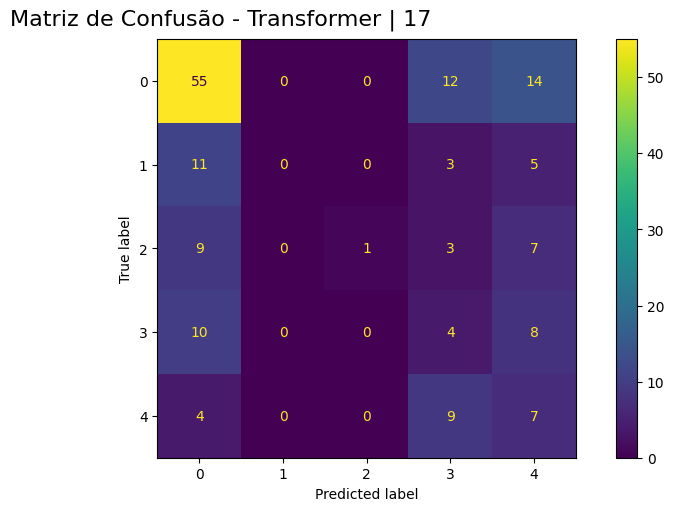 Matriz de Confusão - Transformer | 17
0 55 0 0 12 14
1 11 0 0 3 5
2 9 0 1 3 7
3 10 0 0 4 8
4 4 0 0 9 7
0 1 2 3 4
Predicted label
True label
50
40
30
20
10
0